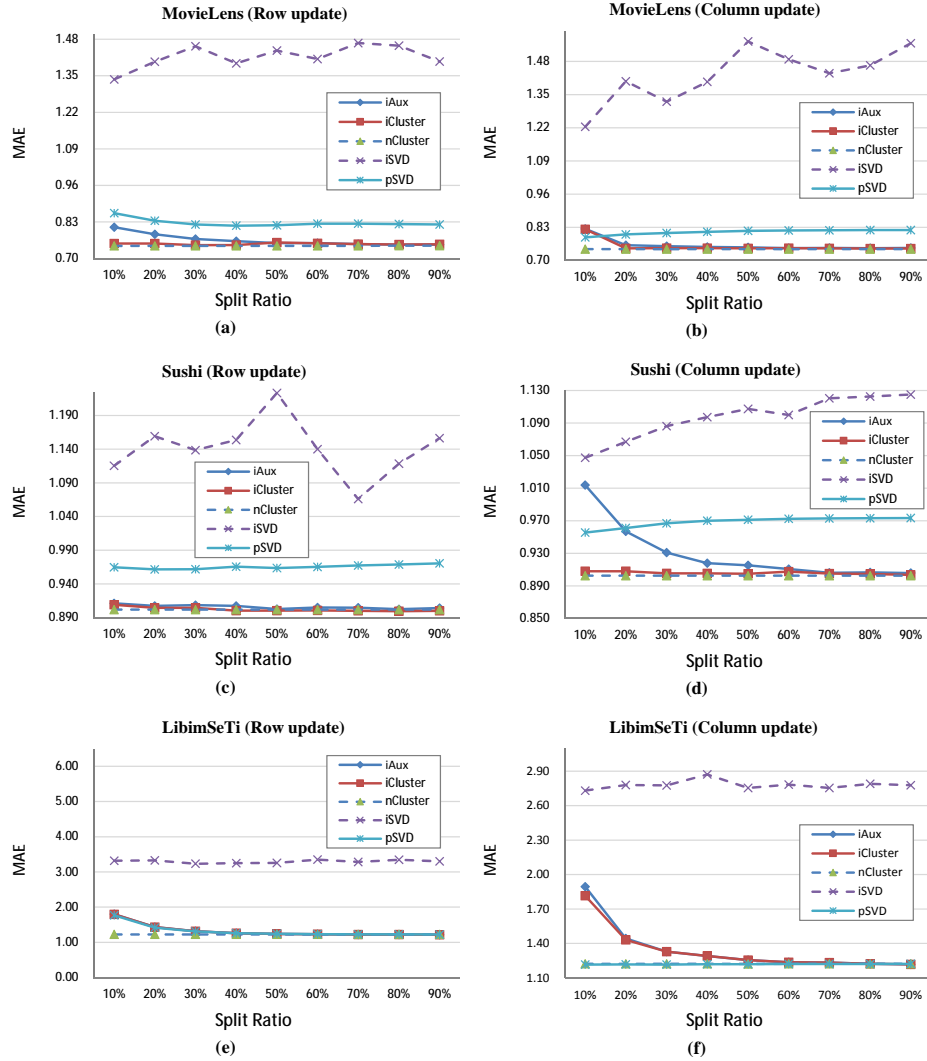 MovieLens (Row update)
1.48
1.35
1.22
1.09
0.96
0.83
0.70
MAE
iAux
iCluster
nCluster
iSVD
pSVD
10% 20% 30% 40% 50% 60% 70% 80% 90%
Split Ratio
(a)
MovieLens (Column update)
1.48
1.35
1.22
1.09
0.96
0.83
0.70
MAE
iAux
iCluster
nCluster
iSVD
pSVD
10% 20% 30% 40% 50% 60% 70% 80% 90%
Split Ratio
(b)
Sushi (Row update)
1.190
1.140
1.090
1.040
0.990
0.940
0.890
MAE
iAux
iCluster
nCluster
iSVD
pSVD
10% 20% 30% 40% 50% 60% 70% 80% 90%
Split Ratio
(c)
Sushi (Column update)
1.130
1.090
1.050
1.010
0.970
0.930
0.890
0.850
MAE
iAux
iCluster
nCluster
iSVD
pSVD
10% 20% 30% 40% 50% 60% 70% 80% 90%
Split Ratio
(d)
LibimSeTi (Row update)
6.00
5.00
4.00
3.00
2.00
1.00
0.00
MAE
iAux
iCluster
nCluster
iSVD
pSVD
10% 20% 30% 40% 50% 60% 70% 80% 90%
Split Ratio
(e)
LibimSeTi (Column update)
2.90
2.60
2.30
2.00
1.70
1.40
1.10
MAE
iAux
iCluster
nCluster
iSVD
pSVD
10% 20% 30% 40% 50% 60% 70% 80% 90%
Split Ratio
(f)